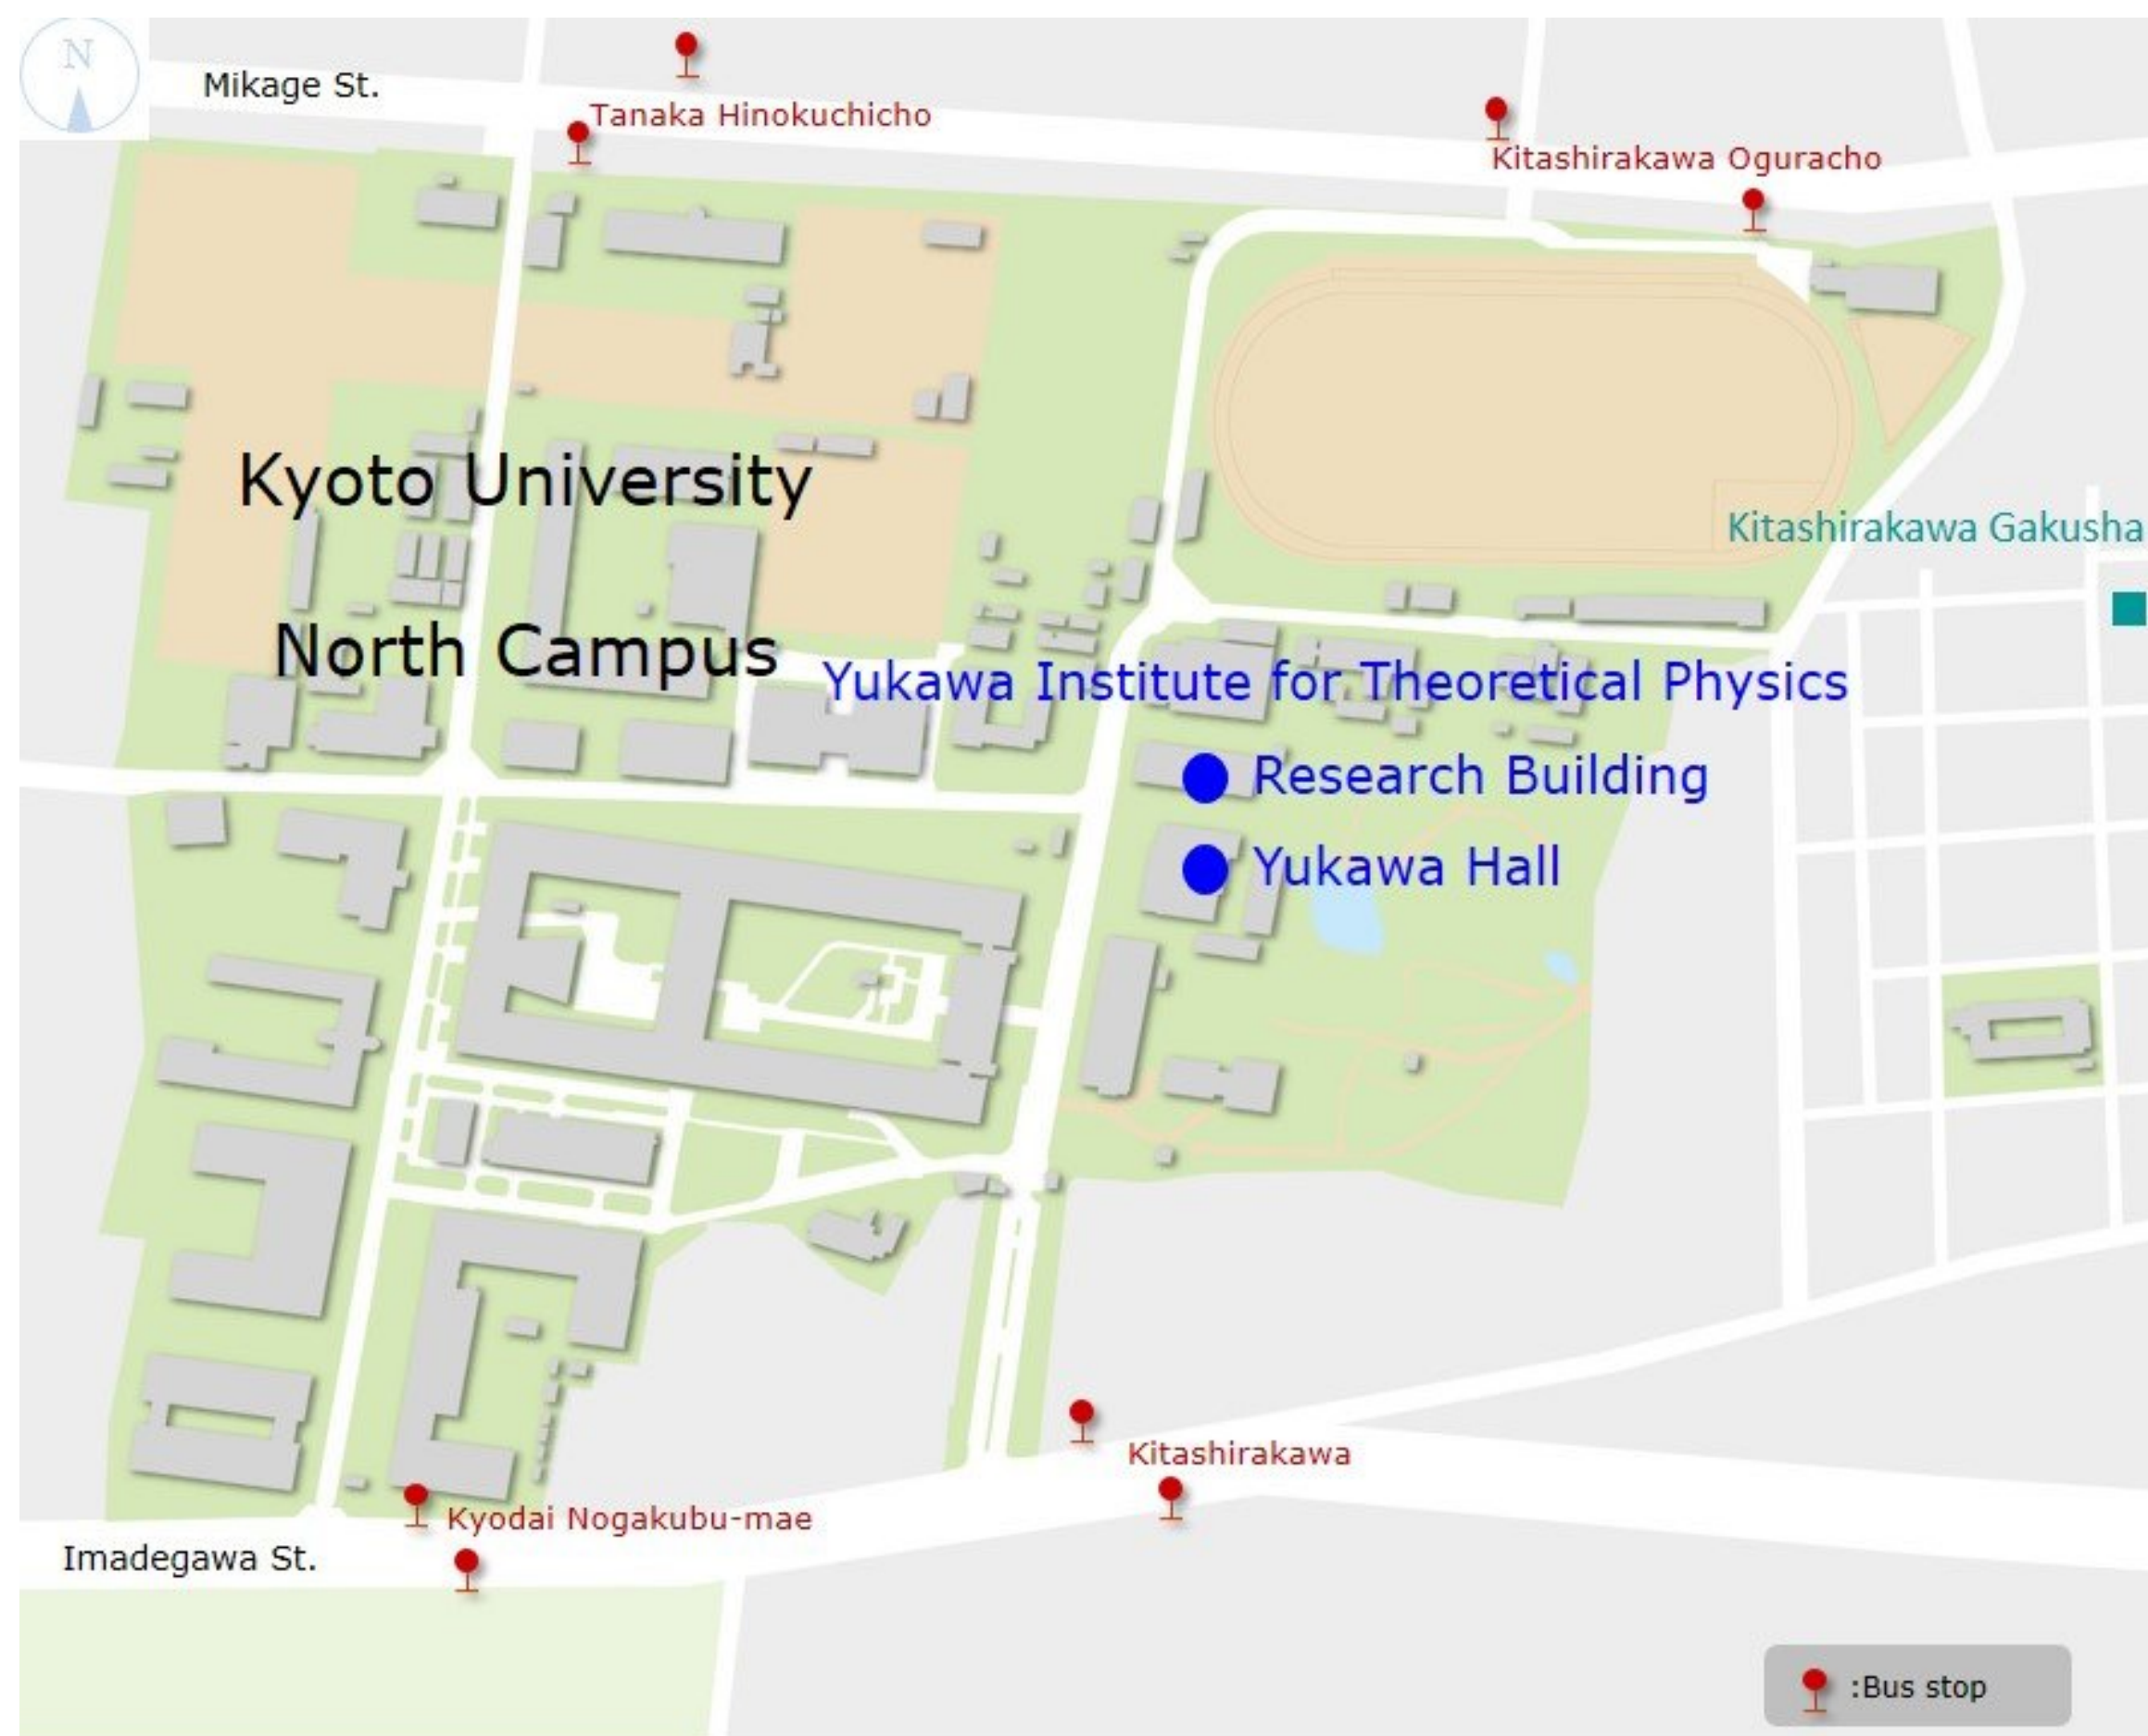 N
Mikage St.
Tanaka Hinokuchicho
Kitashirakawa Oguracho
Kyoto University
Kitashirakawa Gakusha
North Campus
Yukawa Institute for Theoretical Physics
Research Building
Yukawa Hall
Kitashirakawa
Kyodai Nogakubu-mae
Imadegawa St.
:Bus stop